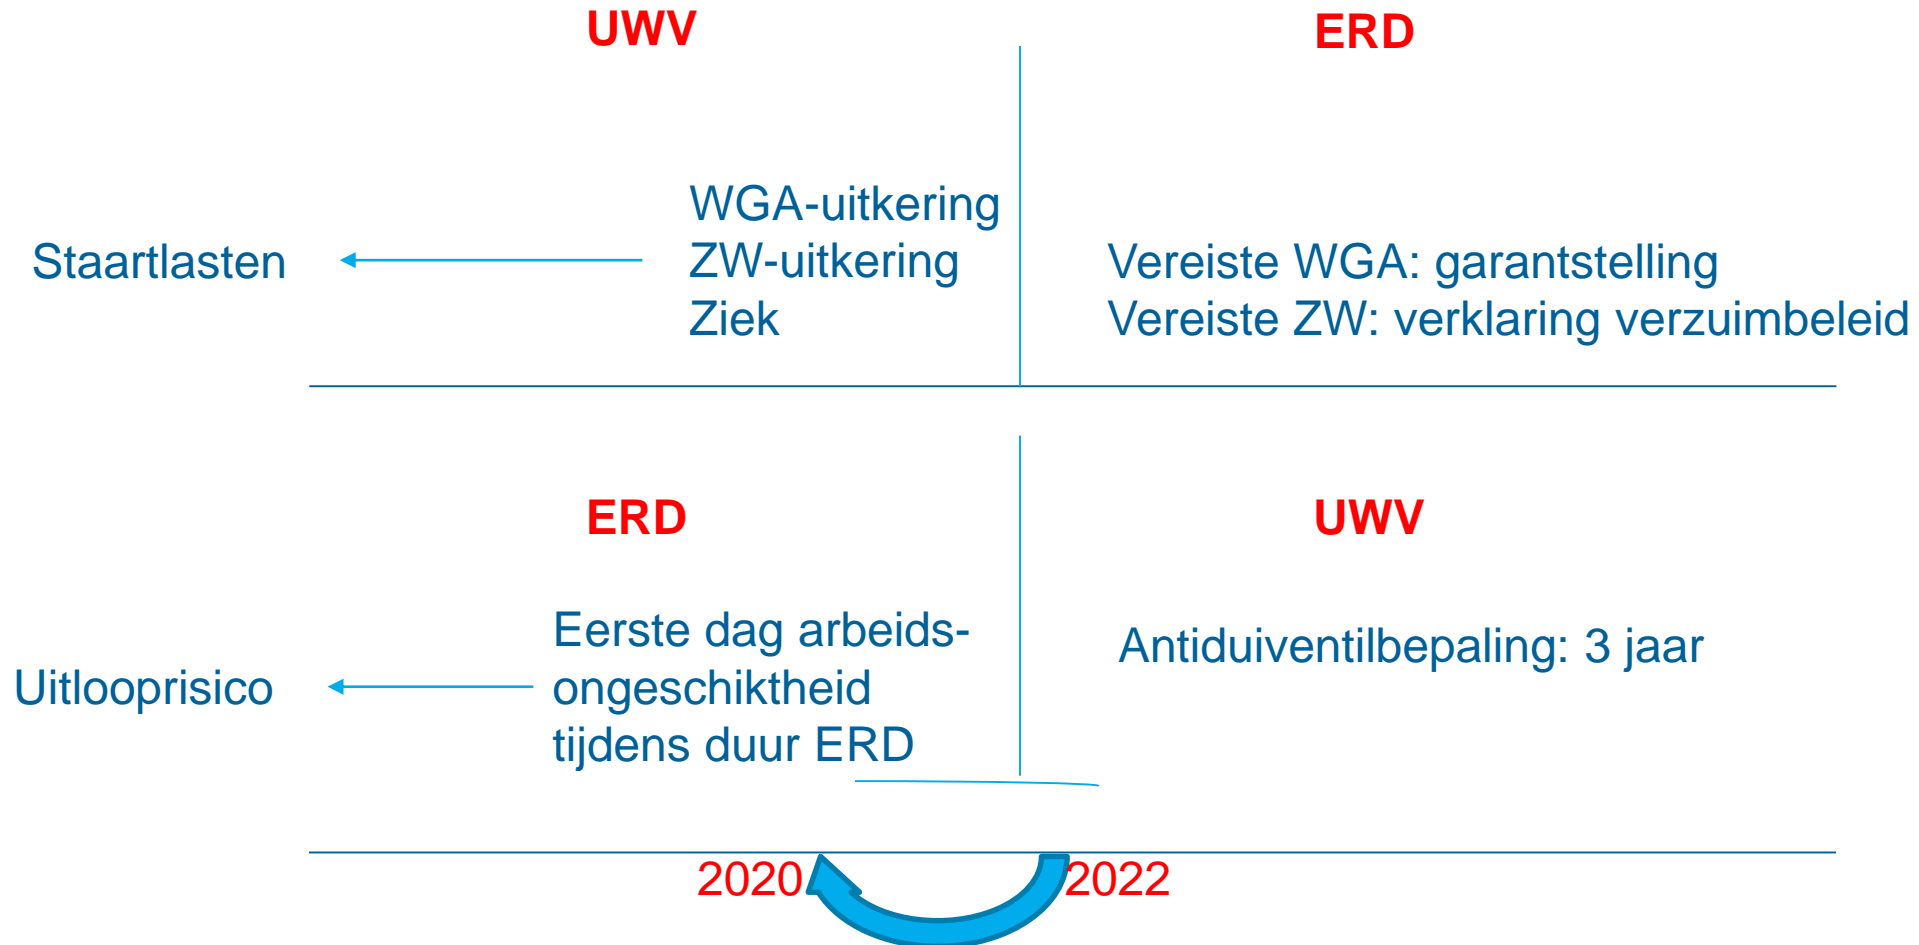 UWV
ERD
Staartlasten
WGA-uitkering
ZW-uitkering
Ziek
Vereiste WGA: garantstelling
Vereiste ZW: verklaring verzuimbeleid
ERD
UWV
Uitlooprisico
Eerste dag arbeids-
ongeschiktheid
tijdens duur ERD
Antiduiventilbepaling: 3 jaar
2020
2022